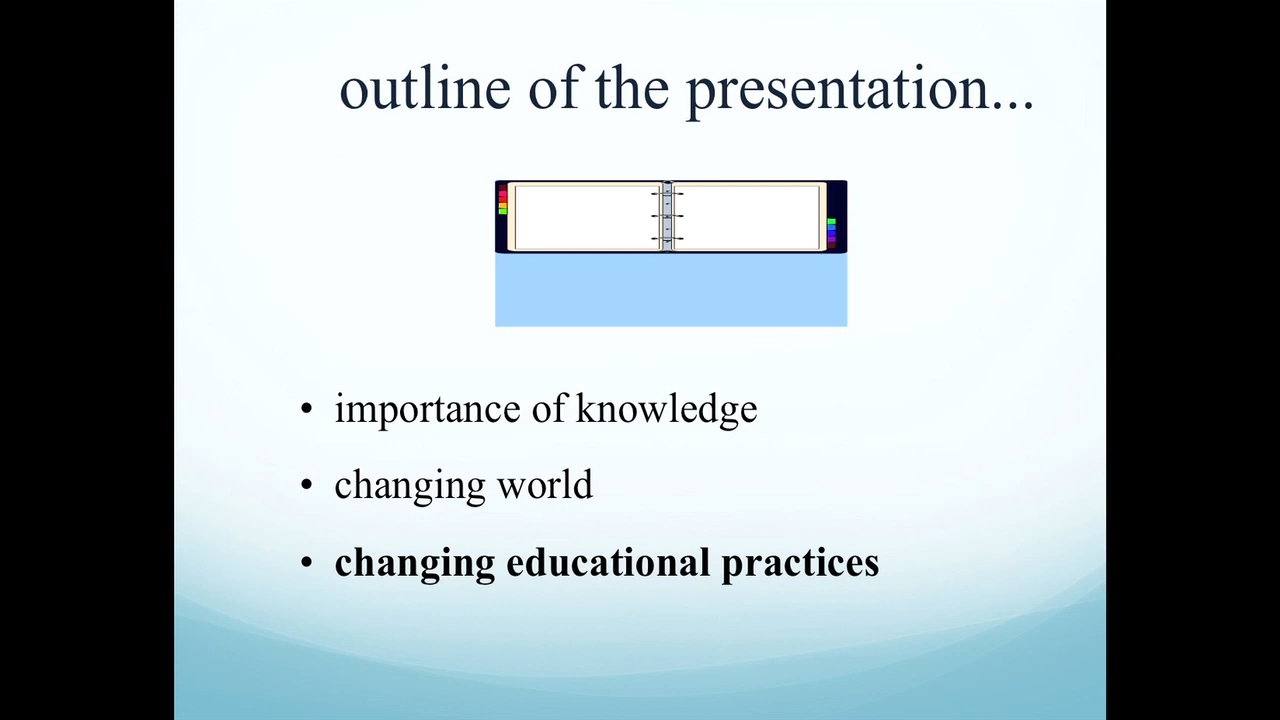 outline of the presentation...
• importance of knowledge
• changing world
• changing educational practices